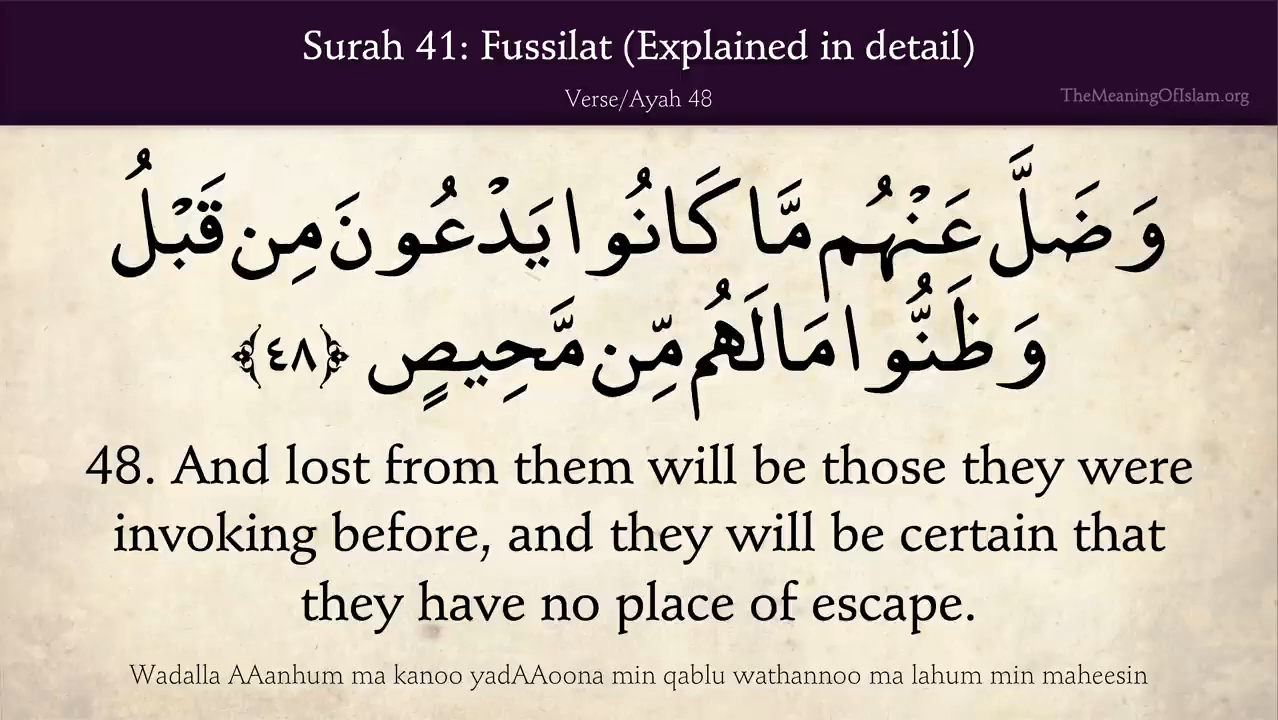 Surah 41: Fussilat (Explained in detail)
Verse/Ayah 48
TheMeaningOfIslam.org
وَضَلَّ عَنْهُم مَّا كَانُوا يَدْعُونَ مِن قَبْلُ
وَظَنُّوا مَا لَهُم مِّن مَّحِيصٍ ﴿٤٨﴾
48. And lost from them will be those they were
invoking before, and they will be certain that
they have no place of escape.
Wadalla AAanhum ma kanoo yadAAoona min qablu wathannoo ma lahum min maheesin